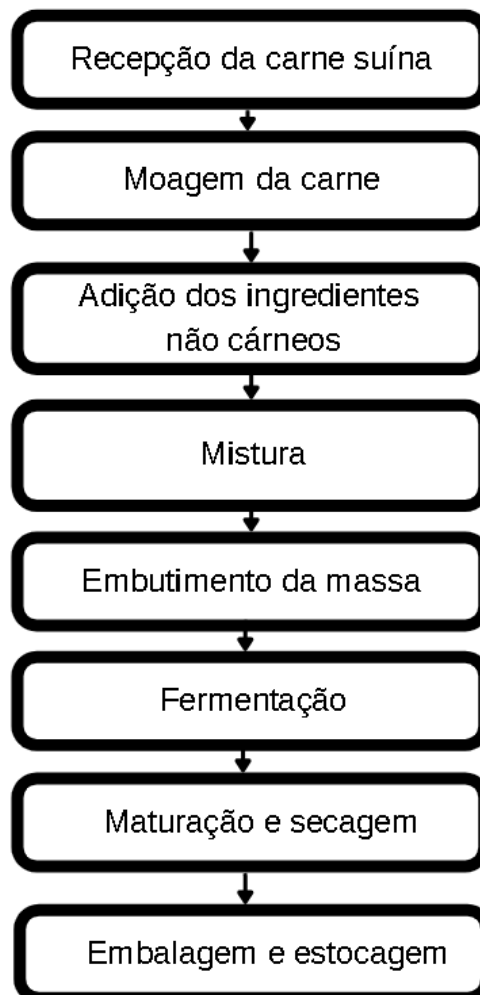 Recepção da carne suína
Moagem da carne
Adição dos ingredientes
não cárneos
Mistura
Embutimento da massa
Fermentação
Maturação e secagem
Embalagem e estocagem